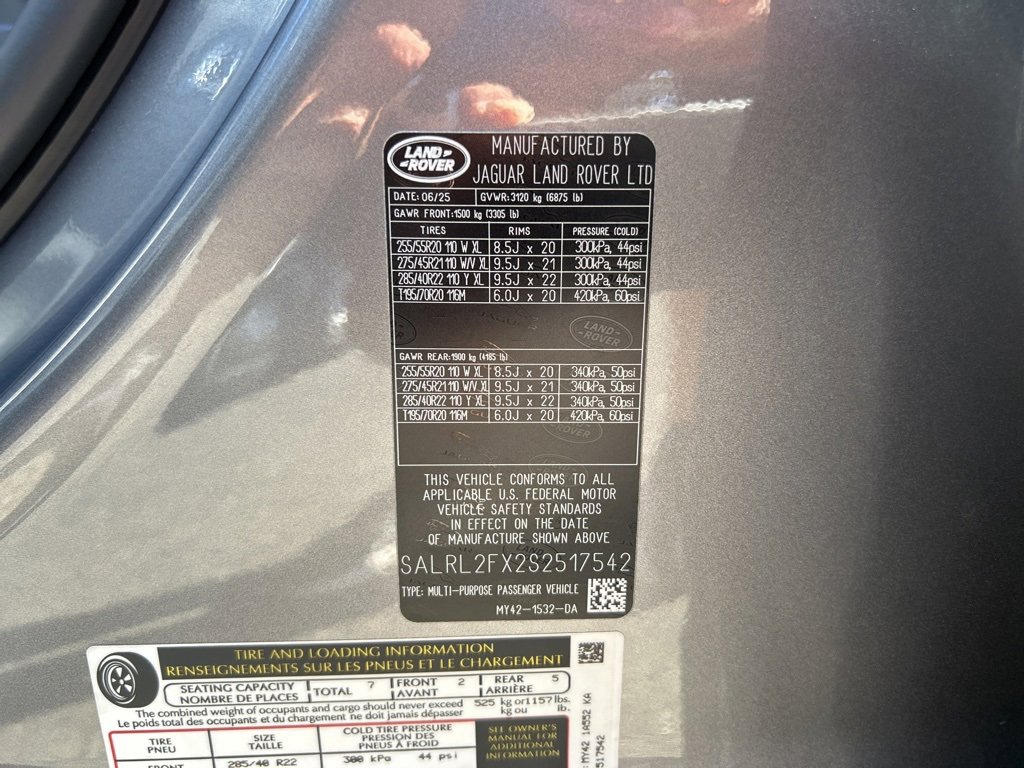 LAND ROVER
MANUFACTURED BY
JAGUAR LAND ROVER LTD
DATE: 06/25 GVWR: 3120 kg (6875 lb)
GAWR FRONT: 1500 kg (3305 lb)
TIRES RIMS PRESSURE (COLD)
255/55R20 110 W XL 8.5J x 20 300kPa, 44psi
275/45R21 110 W/V XL 9.5J x 21 300kPa, 44psi
285/40R22 110 Y XL 9.5J x 22 300kPa, 44psi
T195/70R20 116M 6.0J x 20 420kPa, 60psi
JAGUAR
LAND ROVER
GAWR REAR: 1900 kg (4185 lb)
255/55R20 110 W XL 8.5J x 20 340kPa, 50psi
275/45R21 110 W/V XL 9.5J x 21 340kPa, 50psi
285/40R22 110 Y XL 9.5J x 22 340kPa, 50psi
T195/70R20 116M 6.0J x 20 420kPa, 60psi
THIS VEHICLE CONFORMS TO ALL
APPLICABLE U.S. FEDERAL MOTOR
VEHICLE SAFETY STANDARDS
IN EFFECT ON THE DATE
OF MANUFACTURE SHOWN ABOVE
SALRL2FX2S2517542
TYPE: MULTI-PURPOSE PASSENGER VEHICLE
MY42-1532-DA
TIRE AND LOADING INFORMATION
RENSEIGNEMENTS SUR LES PNEUS ET LE CHARGEMENT
SEATING CAPACITY TOTAL 7 FRONT 2 REAR 5
NOMBRE DE PLACES AVANT ARRIÈRE
The combined weight of occupants and cargo should never exceed 525 kg or 1157 lbs.
Le poids total des occupants et du chargement ne doit jamais dépasser kg ou lb.
TIRE SIZE COLD TIRE PRESSURE
PNEU TAILLE PRESSION DES
PNEUS À FROID
SEE OWNER'S
MANUAL FOR
ADDITIONAL
INFORMATION
FRONT 285/40 R22 300 kPa 44 psi
MY42 1A552 KA
517542